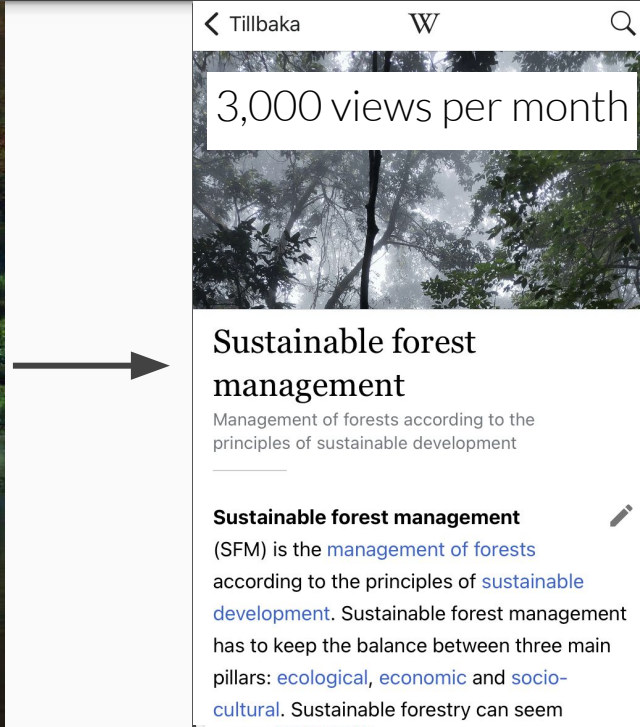 Tillbaka
W
3,000 views per month
Sustainable forest
management
Management of forests according to the
principles of sustainable development
Sustainable forest management
(SFM) is the management of forests
according to the principles of sustainable
development. Sustainable forest management
has to keep the balance between three main
pillars: ecological, economic and socio-
cultural. Sustainable forestry can seem